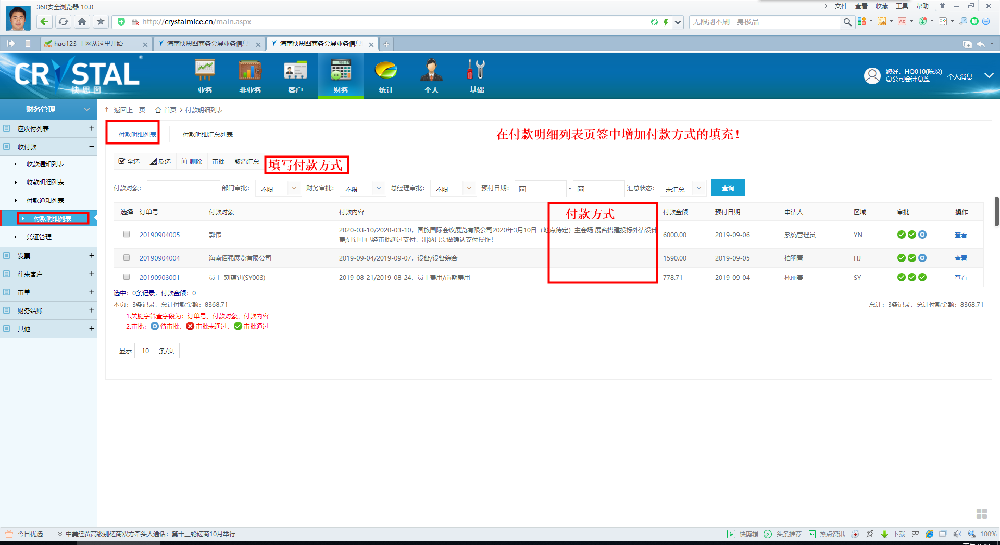 360安全浏览器 10.0
» 文件 查看 收藏 工具 帮助
http://crystalmice.cn/main.aspx
无限副本刷—身极品
hao123_上网从这里开始
海南快思图商务会展业务信息
海南快思图商务会展业务信息
CRYSTAL ®
快思图
业务 非业务 客户 财务 统计 个人 基础
您好，HQ010(陈玟)
总公司会计总监
个人消息
财务管理
返回上一页 首页 > 付款明细列表
应收付列表 +
收付款 −
收款通知列表
收款明细列表
付款通知列表
付款明细列表
凭证管理
发票 +
往来客户 +
审单 +
财务结账 +
其他 +
付款明细列表 付款明细汇总列表
在付款明细列表页签中增加付款方式的填充！
全选 反选 删除 审批 取消汇总 填写付款方式
付款对象： 部门审批： 不限 财务审批： 不限 总经理审批： 不限 预付日期： - 汇总状态： 未汇总 查询
选择 订单号 付款对象 付款内容 付款方式 付款金额 预付日期 申请人 区域 审批 操作
20190904005 郭伟 2020-03-10/2020-03-10，国旅国际会议展览有限公司2020年3月10日（地点待定）主会场 展台搭建投标外请设计费;钉钉中已经审批通过支付，出纳只需做确认支付操作！ 6000.00 2019-09-06 系统管理员 YN 查看
20190904004 海南佰强展览有限公司 2019-09-04/2019-09-07，设备/设备综合 1590.00 2019-09-05 柏羽青 HJ 查看
20190903001 员工-刘蕴钊(SY003) 2019-08-21/2019-08-24，员工费用/前期费用 778.71 2019-09-04 林丽春 SY 查看
选中：0条记录，付款金额：0
本页：3条记录，总计付款金额：8368.71
总计：3条记录，总计付款金额：8368.71
1.关键字筛查字段为：订单号、付款对象、付款内容
2.审批： 待审批， 审批未通过， 审批通过
显示 10 条/页
今日优选
中美经贸高级别磋商双方牵头人通话：第十三轮磋商10月举行
快剪辑 头条推荐 热点资讯 下载 100%